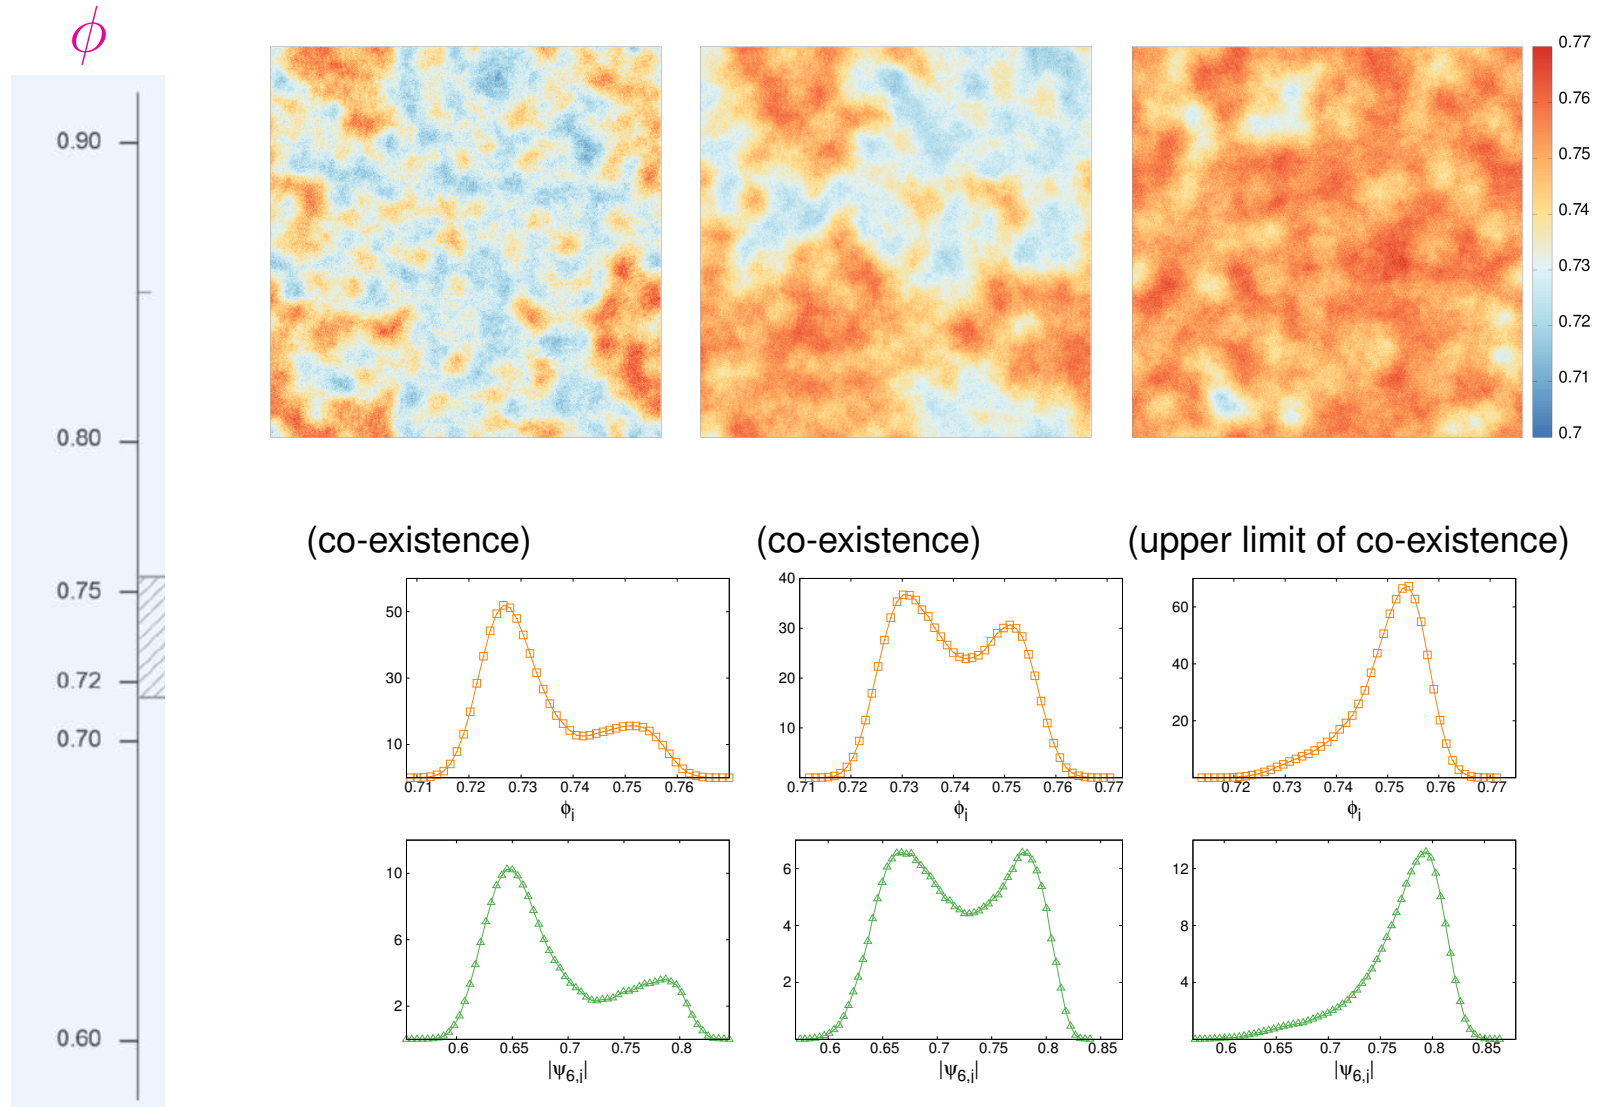 ϕ
0.90
0.80
0.75
0.72
0.70
0.60
0.77
0.76
0.75
0.74
0.73
0.72
0.71
0.7
(co-existence)
(co-existence)
(upper limit of co-existence)
50
30
10
0.71 0.72 0.73 0.74 0.75 0.76
ϕi
40
30
20
10
0
0.71 0.72 0.73 0.74 0.75 0.76 0.77
ϕi
60
40
20
0.72 0.73 0.74 0.75 0.76 0.77
ϕi
10
6
2
0.6 0.65 0.7 0.75 0.8
|ψ6,j|
6
4
2
0.6 0.65 0.7 0.75 0.8 0.85
|ψ6,j|
12
8
4
0.6 0.65 0.7 0.75 0.8 0.85
|ψ6,j|